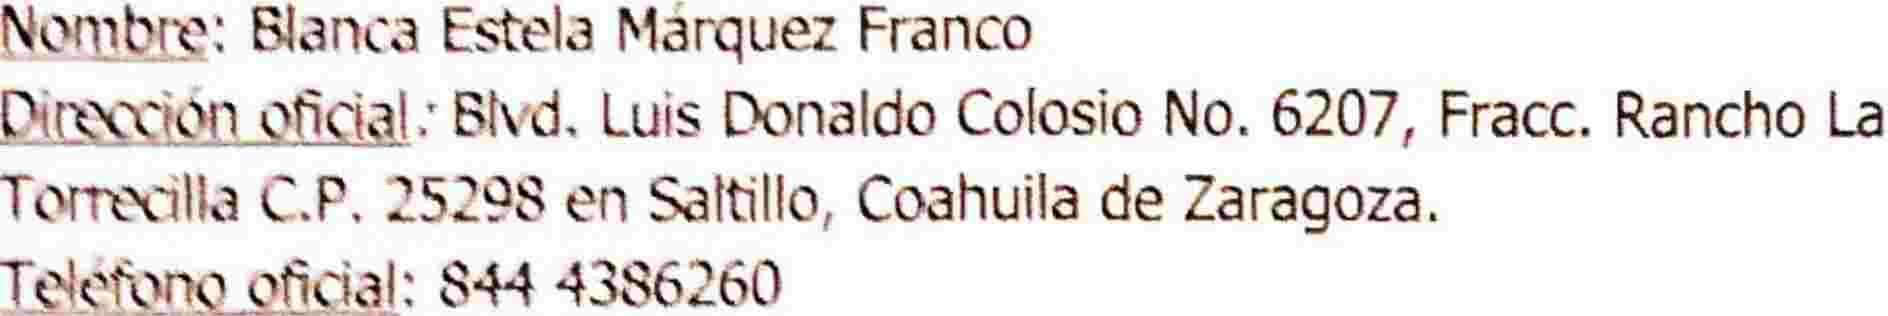 Nombre: Blanca Estela Márquez Franco
Dirección oficial.: Blvd. Luis Donaldo Colosio No. 6207, Fracc. Rancho La
Torrecilla C.P. 25298 en Saltillo, Coahuila de Zaragoza.
Teléfono oficial: 844 4386260